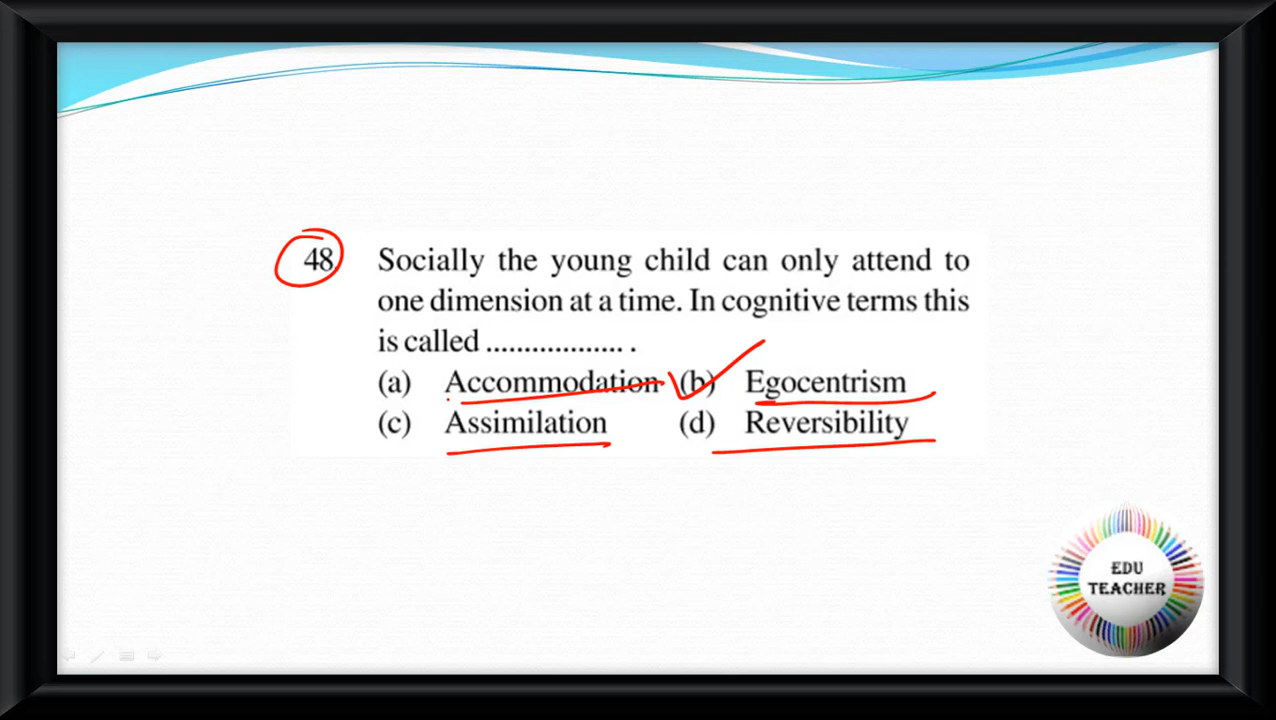 48 Socially the young child can only attend to
one dimension at a time. In cognitive terms this
is called .................. .
(a) Accommodation (b) Egocentrism
(c) Assimilation (d) Reversibility
EDU
TEACHER